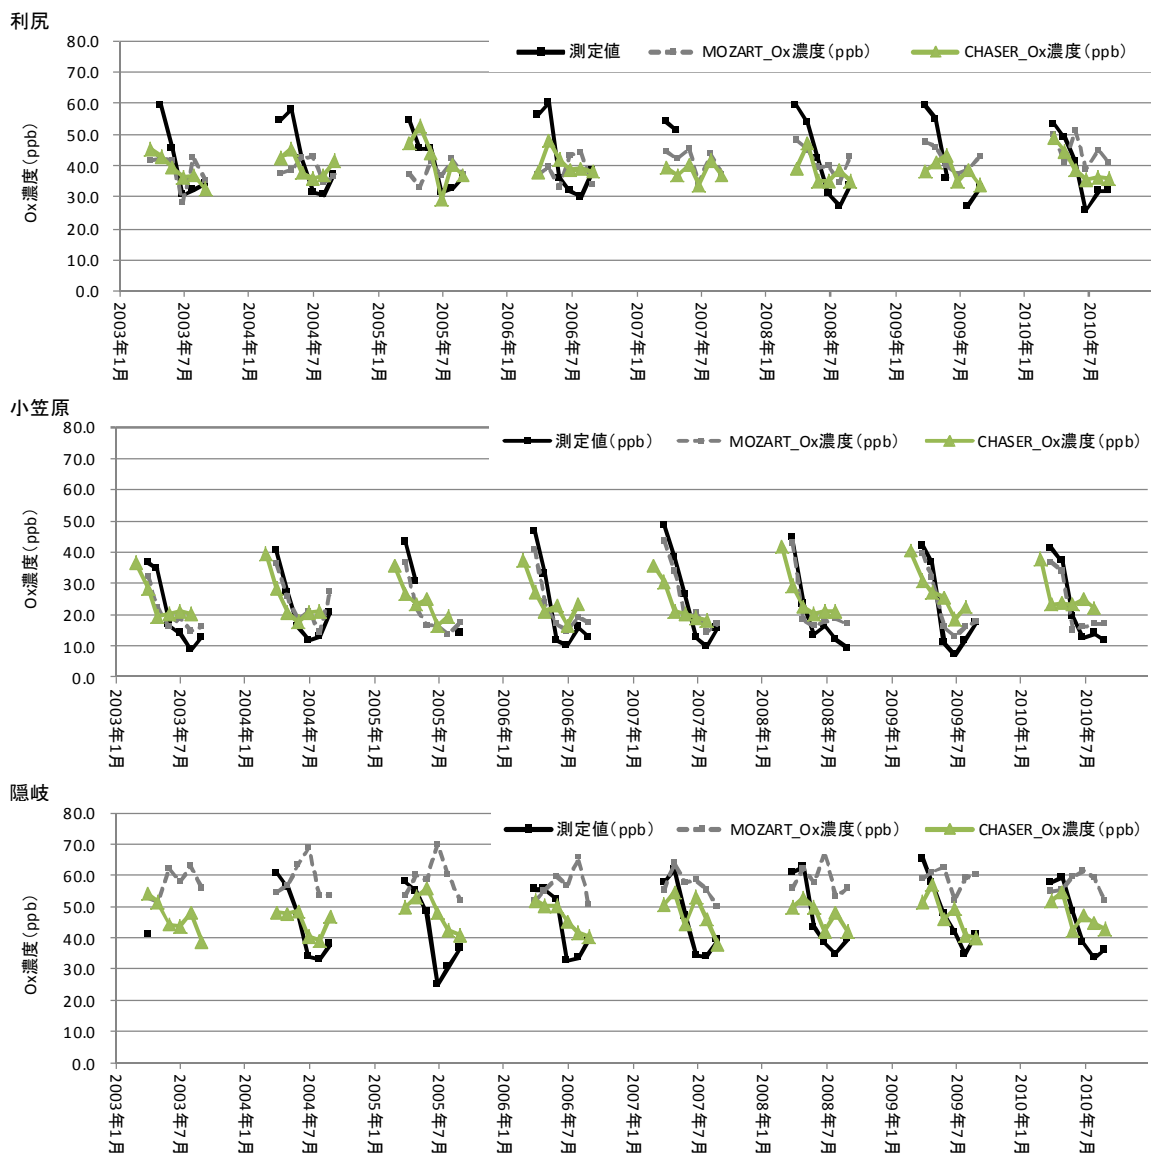 利尻
測定値 MOZART_Ox濃度(ppb) CHASER_Ox濃度(ppb)
Ox濃度(ppb)
80.0
70.0
60.0
50.0
40.0
30.0
20.0
10.0
0.0
2003年1月
2003年7月
2004年1月
2004年7月
2005年1月
2005年7月
2006年1月
2006年7月
2007年1月
2007年7月
2008年1月
2008年7月
2009年1月
2009年7月
2010年1月
2010年7月
小笠原
測定値(ppb) MOZART_Ox濃度(ppb) CHASER_Ox濃度(ppb)
Ox濃度(ppb)
80.0
70.0
60.0
50.0
40.0
30.0
20.0
10.0
0.0
2003年1月
2003年7月
2004年1月
2004年7月
2005年1月
2005年7月
2006年1月
2006年7月
2007年1月
2007年7月
2008年1月
2008年7月
2009年1月
2009年7月
2010年1月
2010年7月
隠岐
測定値(ppb) MOZART_Ox濃度(ppb) CHASER_Ox濃度(ppb)
Ox濃度(ppb)
80.0
70.0
60.0
50.0
40.0
30.0
20.0
10.0
0.0
2003年1月
2003年7月
2004年1月
2004年7月
2005年1月
2005年7月
2006年1月
2006年7月
2007年1月
2007年7月
2008年1月
2008年7月
2009年1月
2009年7月
2010年1月
2010年7月